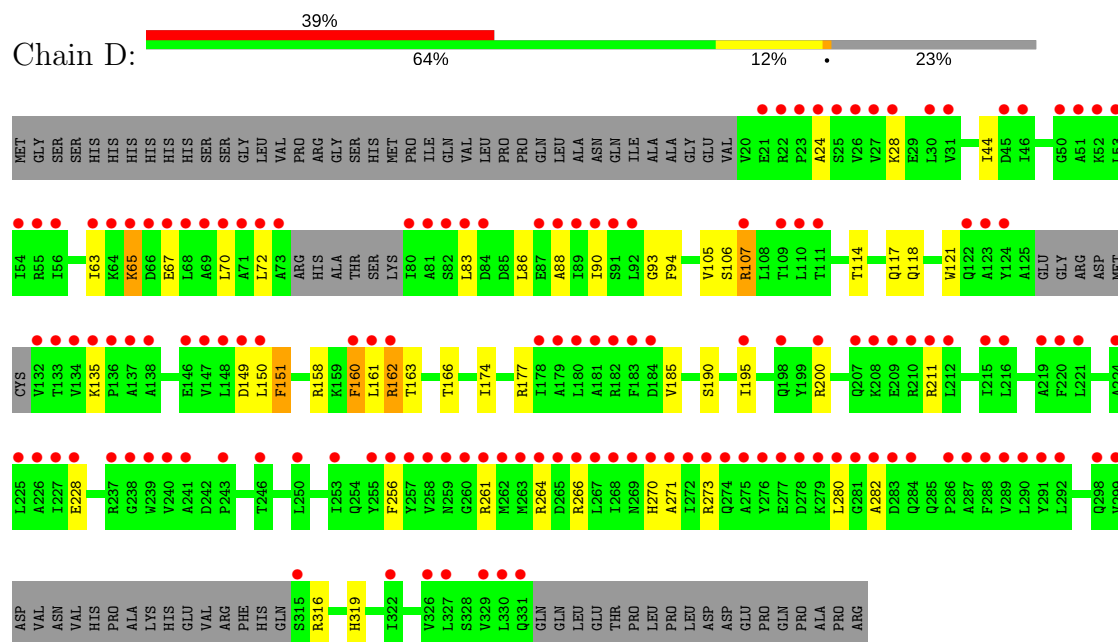 39%
Chain D:
64% 12% • 23%
MET GLY SER SER HIS HIS HIS HIS HIS HIS SER SER GLY LEU VAL PRO ARG GLY SER HIS MET PRO ILE GLN VAL LEU PRO PRO GLN LEU ALA ASN GLN ILE ALA ALA GLY GLU VAL V20 E21 R22 P23 A24 S25 V26 V27 K28 E29 L30 V31 I44 D45 I46 G50 A51 K52 L53
I54 R55 I56 I63 K64 K65 D66 E67 L68 A69 L70 A71 L72 A73 ARG HIS ALA THR SER LYS I80 A81 S82 L83 D84 D85 L86 E87 A88 I89 I90 S91 L92 G93 F94 V105 S106 R107 L108 T109 L110 T111 T114 Q117 Q118 W121 Q122 A123 Y124 A125 GLU GLY ARG ASP MET
CYS V132 T133 V134 K135 P136 A137 A138 E146 V147 L148 D149 L150 F151 R158 K159 F160 L161 R162 T163 T166 I174 R177 I178 A179 L180 A181 R182 F183 D184 V185 S190 I195 Q198 Y199 R200 Q207 K208 E209 R210 R211 L212 I215 L216 A219 F220 L221 A224
L225 A226 I227 E228 R237 G238 W239 V240 A241 D242 P243 T246 L250 I253 Q254 Y255 F256 Y257 V258 N259 G260 R261 M262 M263 R264 D265 R266 L267 I268 N269 H270 A271 I272 R273 Q274 A275 Y276 E277 D278 K279 L280 G281 A282 D283 Q284 Q285 P286 A287 F288 V289 L290 Y291 L292 Q298 V299
ASP VAL ASN VAL HIS PRO ALA LYS HIS GLU VAL ARG PHE HIS GLN S315 R316 H319 I322 V326 L327 S328 V329 L330 Q331 GLN GLN LEU GLU THR PRO LEU PRO LEU ASP ASP GLU PRO GLN PRO ALA PRO ARG